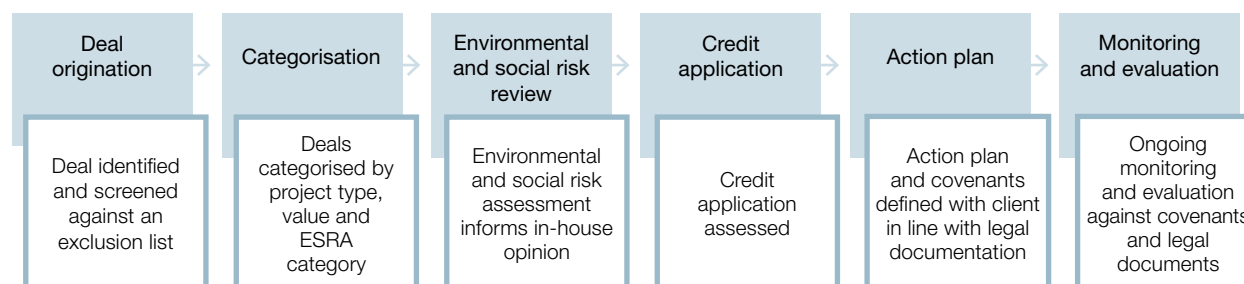 Deal
origination
Categorisation
Environmental
and social risk
review
Credit
application
Action plan
Monitoring
and evaluation
Deal identified
and screened
against an
exclusion list
Deals
categorised by
project type,
value and
ESRA
category
Environmental
and social risk
assessment
informs in-house
opinion
Credit
application
assessed
Action plan
and covenants
defined with client
in line with legal
documentation
Ongoing
monitoring
and evaluation
against covenants
and legal
documents